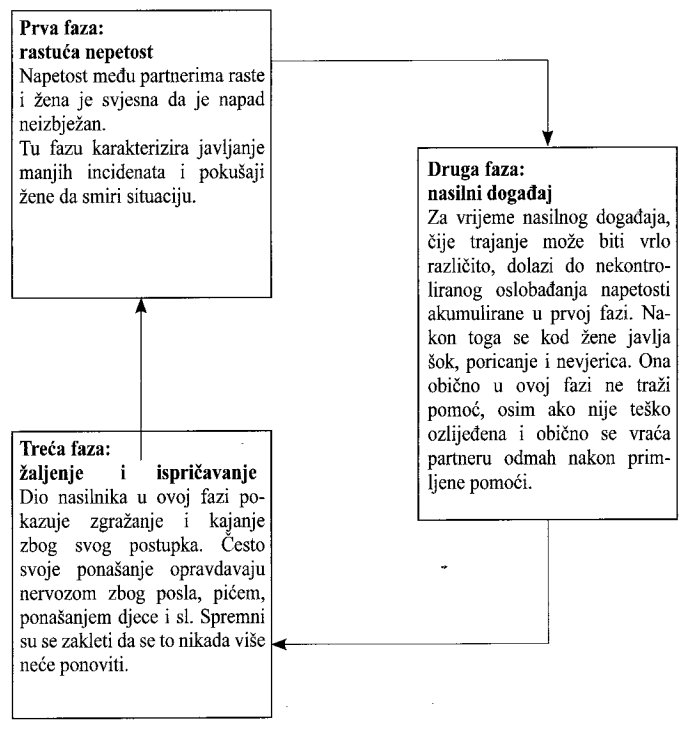 Prva faza:
rastuća nepetost
Napetost među partnerima raste
i žena je svjesna da je napad
neizbježan.
Tu fazu karakterizira javljanje
manjih incidenata i pokušaji
žene da smiri situaciju.
Druga faza:
nasilni događaj
Za vrijeme nasilnog događaja,
čije trajanje može biti vrlo
različito, dolazi do nekontro-
liranog oslobađanja napetosti
akumulirane u prvoj fazi. Na-
kon toga se kod žene javlja
šok, poricanje i nevjerica. Ona
obično u ovoj fazi ne traži
pomoć, osim ako nije teško
ozlijeđena i obično se vraća
partneru odmah nakon prim-
ljene pomoći.
Treća faza:
žaljenje i ispričavanje
Dio nasilnika u ovoj fazi po-
kazuje zgražanje i kajanje
zbog svog postupka. Često
svoje ponašanje opravdavaju
nervozom zbog posla, pićem,
ponašanjem djece i sl. Spremni
su se zakleti da se to nikada više
neće ponoviti.